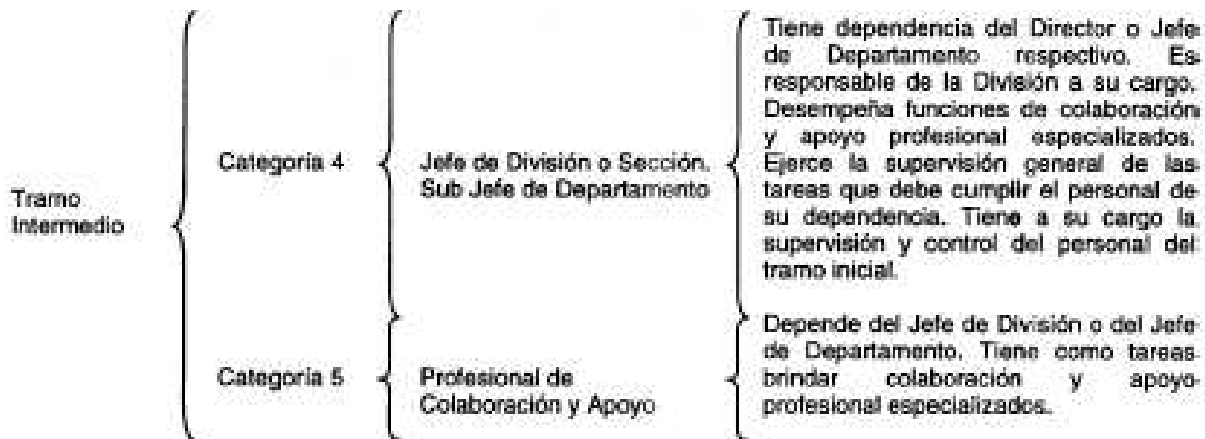 Tramo
Intermedio
Categoría 4
Jefe de División o Sección.
Sub Jefe de Departamento
Tiene dependencia del Director o Jefe
de Departamento respectivo. Es
responsable de la División a su cargo.
Desempeña funciones de colaboración
y apoyo profesional especializados.
Ejerce la supervisión general de las
tareas que debe cumplir el personal de
su dependencia. Tiene a su cargo la
supervisión y control del personal del
tramo inicial.
Categoría 5
Profesional de
Colaboración y Apoyo
Depende del Jefe de División o del Jefe
de Departamento. Tiene como tareas
brindar colaboración y apoyo
profesional especializados.